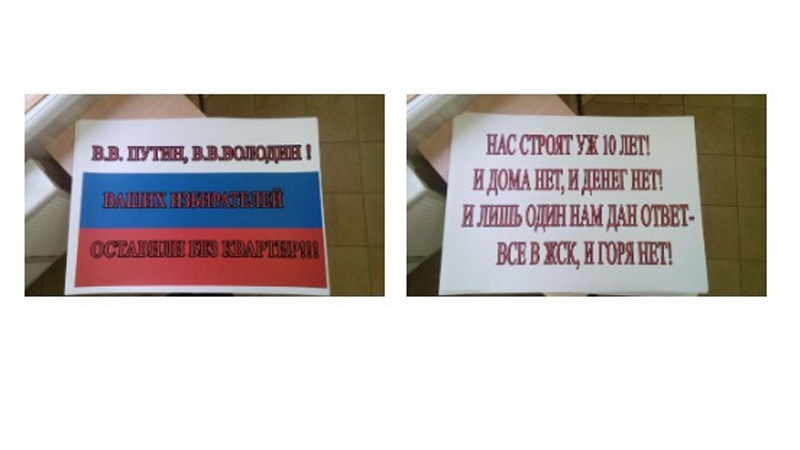 В.В. ПУТИН, В.В.ВОЛОДИН !
ВАШИХ ИЗБИРАТЕЛЕЙ
ОСТАВИЛИ БЕЗ КВАРТИР!!!
НАС СТРОЯТ УЖ 10 ЛЕТ!
И ДОМА НЕТ, И ДЕНЕГ НЕТ!
И ЛИШЬ ОДИН НАМ ДАН ОТВЕТ-
ВСЕ В ЖСК, И ГОРЯ НЕТ!